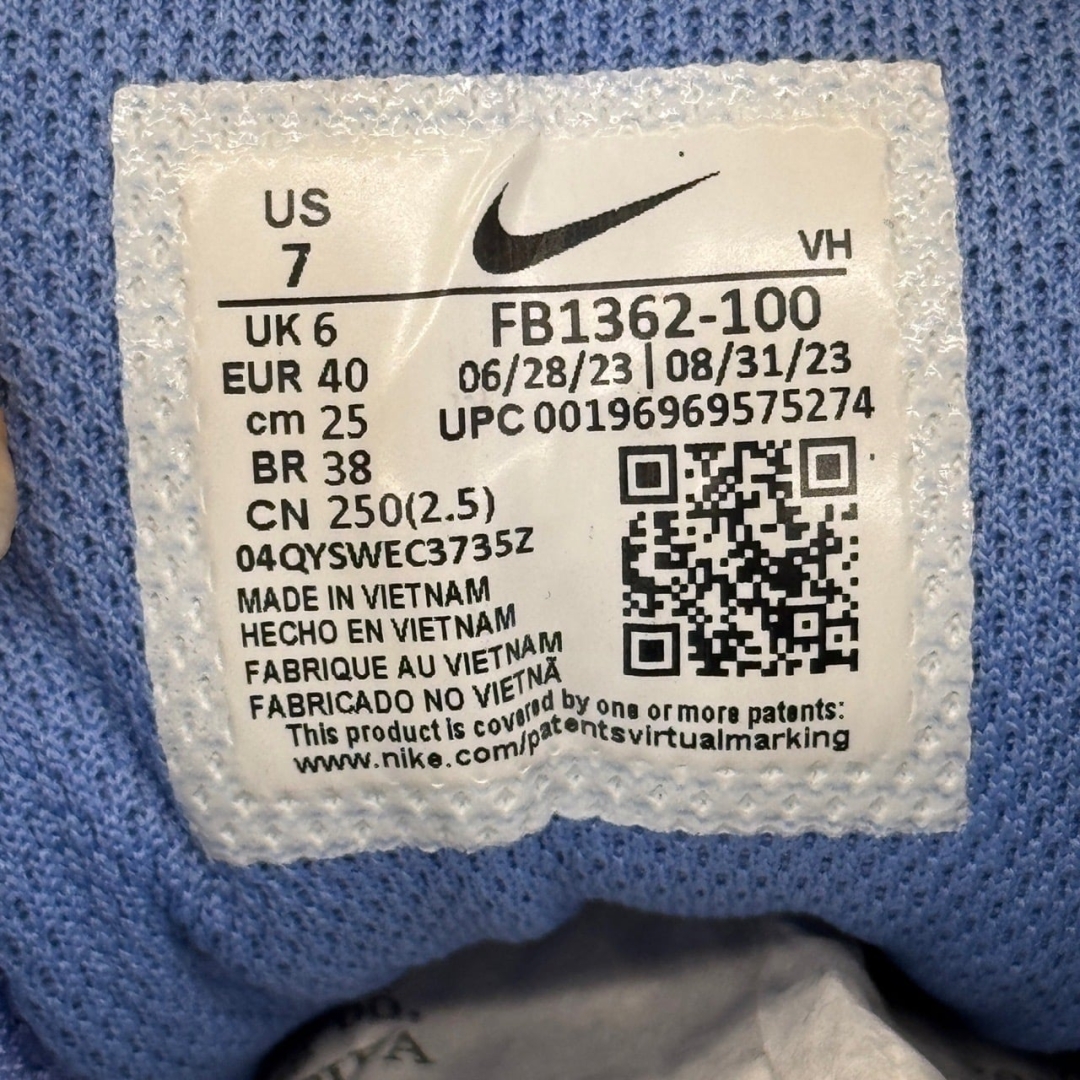 US
7
VH
UK 6
FB1362-100
EUR 40
06/28/23 | 08/31/23
cm 25
UPC 00196969575274
BR 38
CN 250(2.5)
04QYSWEC3735Z
MADE IN VIETNAM
HECHO EN VIETNAM
FABRIQUE AU VIETNAM
FABRICADO NO VIETNÃ
This product is covered by one or more patents:
www.nike.com/patentsvirtualmarking